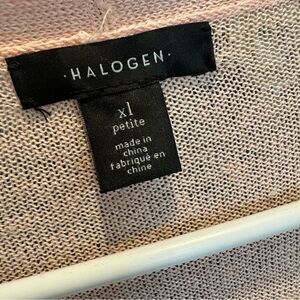 ·HALOGEN·
xl
petite
made in
china
fabriqué en
chine